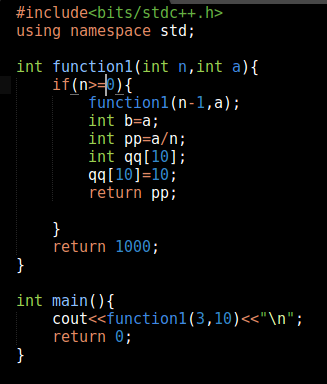 #include<bits/stdc++.h>
using namespace std;

int function1(int n,int a){
    if(n>=0){
        function1(n-1,a);
        int b=a;
        int pp=a/n;
        int qq[10];
        qq[10]=10;
        return pp;

    }
    return 1000;
}

int main(){
    cout<<function1(3,10)<<"\n";
    return 0;
}